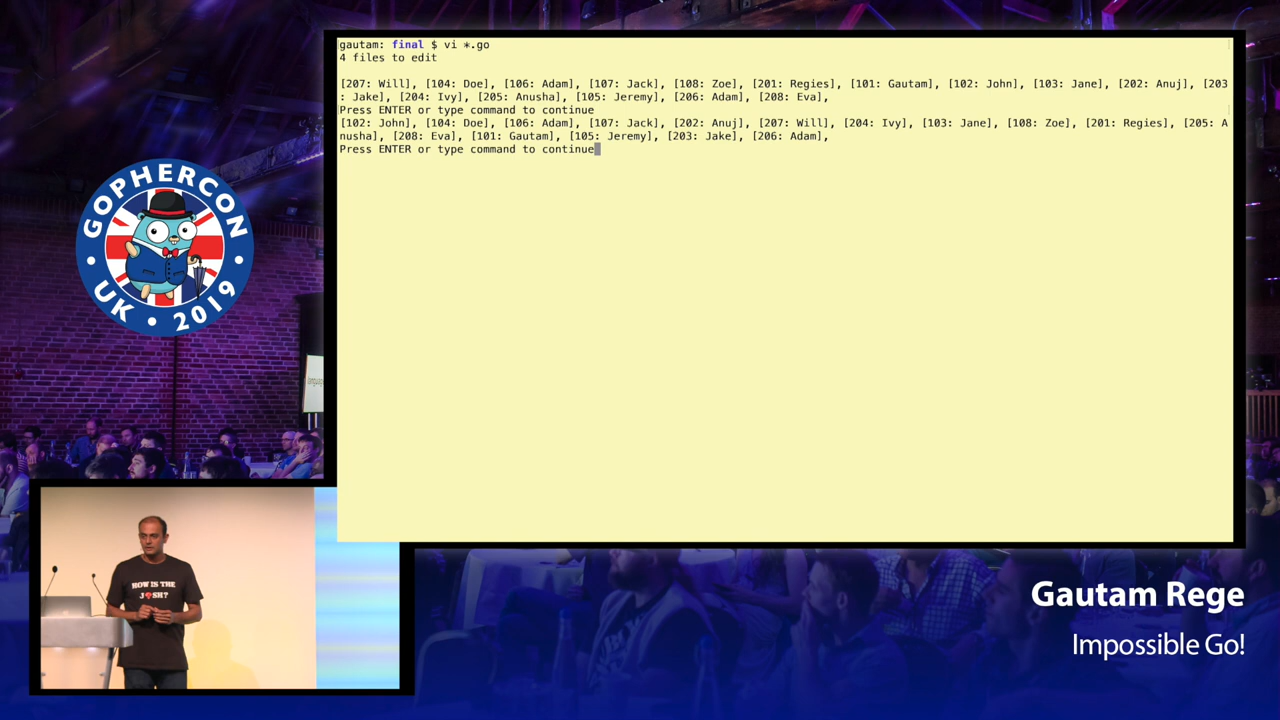 gautam: final $ vi *.go
4 files to edit
[207: Will], [104: Doe], [106: Adam], [107: Jack], [108: Zoe], [201: Regies], [101: Gautam], [102: John], [103: Jane], [202: Anuj], [203
: Jake], [204: Ivy], [205: Anusha], [105: Jeremy], [206: Adam], [208: Eva],
Press ENTER or type command to continue
[102: John], [104: Doe], [106: Adam], [107: Jack], [202: Anuj], [207: Will], [204: Ivy], [103: Jane], [108: Zoe], [201: Regies], [205: A
nusha], [208: Eva], [101: Gautam], [105: Jeremy], [203: Jake], [206: Adam],
Press ENTER or type command to continue
GOPHERCON
UK • 2019
HOW IS THE
JOSH?
Gautam Rege
Impossible Go!